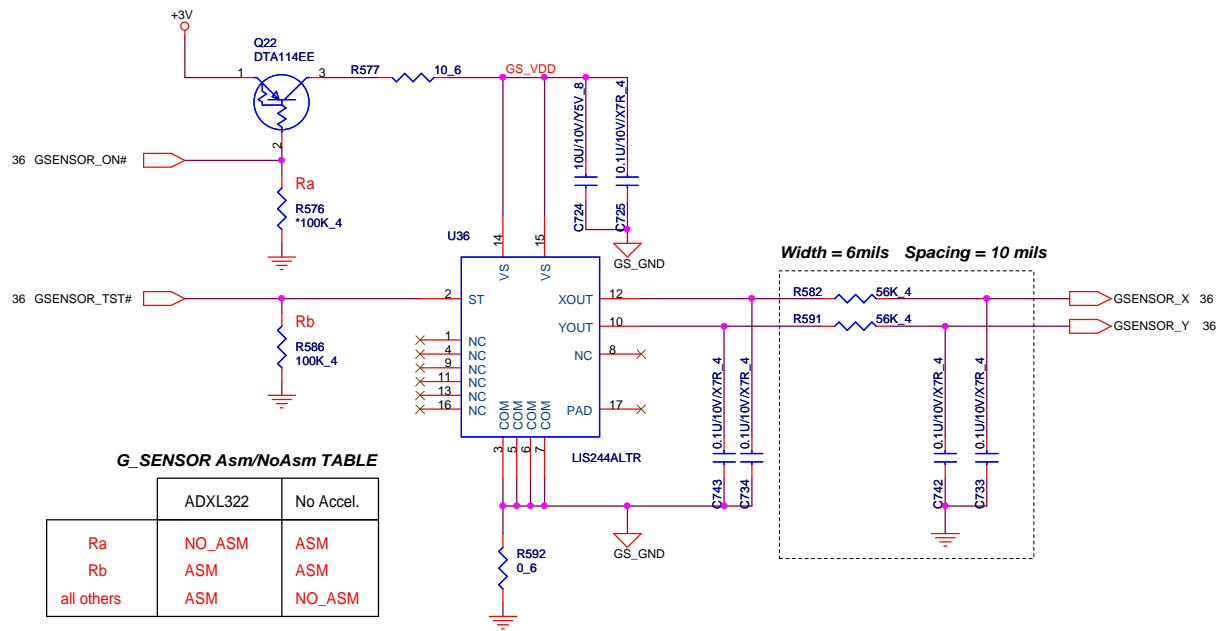 +3V
Q22
DTA114EE
1
3
R577
10_6
GS_VDD
2
36 GSENSOR_ON#
Ra
R576
*100K_4
10U/10V/Y5V_8
0.1U/10V/X7R_4
C724
C725
GS_GND
U36
14
15
VS
VS
36 GSENSOR_TST#
2
ST
Rb
R586
100K_4
1
NC
4
NC
9
NC
11
NC
13
NC
16
NC
XOUT
12
YOUT
10
NC
8
PAD
17
COM
COM
COM
COM
3
5
6
7
LIS244ALTR
Width = 6mils Spacing = 10 mils
R582
56K_4
R591
56K_4
GSENSOR_X 36
GSENSOR_Y 36
0.1U/10V/X7R_4
0.1U/10V/X7R_4
C743
C734
0.1U/10V/X7R_4
0.1U/10V/X7R_4
C742
C733
GS_GND
R592
0_6
G_SENSOR Asm/NoAsm TABLE
ADXL322 No Accel.
Ra NO_ASM ASM
Rb ASM ASM
all others ASM NO_ASM